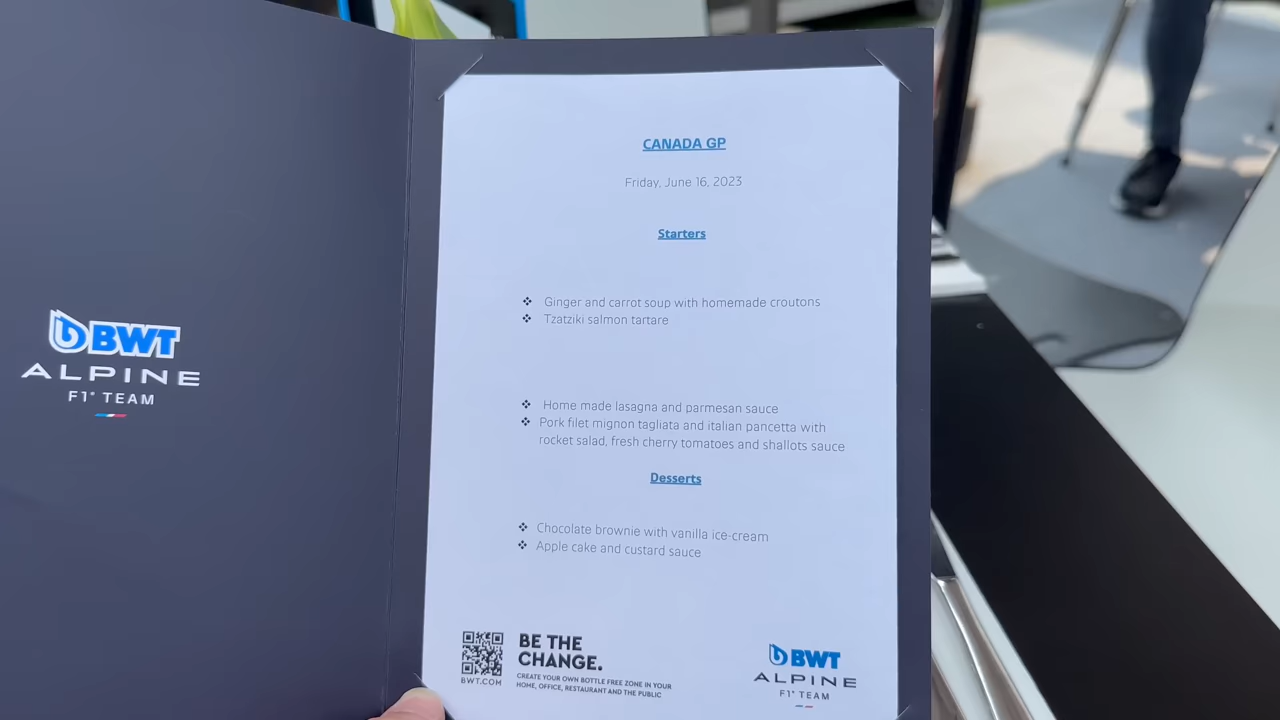 BWT
ALPINE
F1® TEAM
CANADA GP
Friday, June 16, 2023
Starters
❖ Ginger and carrot soup with homemade croutons
❖ Tzatziki salmon tartare
❖ Home made lasagna and parmesan sauce
❖ Pork filet mignon tagliata and italian pancetta with
rocket salad, fresh cherry tomatoes and shallots sauce
Desserts
❖ Chocolate brownie with vanilla ice-cream
❖ Apple cake and custard sauce
BWT.COM
BE THE
CHANGE.
CREATE YOUR OWN BOTTLE FREE ZONE IN YOUR
HOME, OFFICE, RESTAURANT AND THE PUBLIC
BWT
ALPINE
F1® TEAM